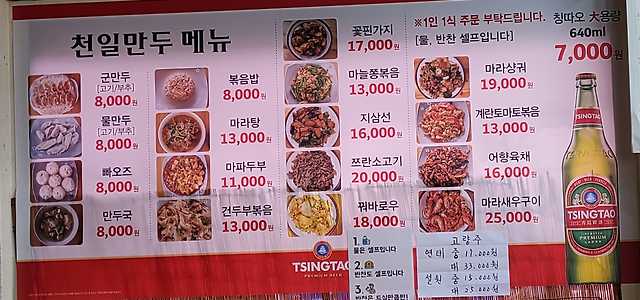 천일만두 메뉴
군만두
[고기/부추]
8,000원
물만두
[고기/부추]
8,000원
빠오즈
8,000원
만두국
8,000원
볶음밥
8,000원
마라탕
13,000원
마파두부
11,000원
건두부볶음
13,000원
꽃핀가지
17,000원
마늘쫑볶음
13,000원
지삼선
16,000원
쯔란소고기
20,000원
꿔바로우
18,000원
※1인 1식 주문 부탁드립니다.
[물, 반찬 셀프입니다]
마라샹궈
19,000원
계란토마토볶음
13,000원
어향육채
16,000원
마라새우구이
25,000원
칭따오 大용량
640ml
7,000원
TSINGTAO
TSINGTAO
PREMIUM
TSINGTAO
PREMIUM BEER
1.
물은 셀프입니다
2.
반찬도 셀프입니다
3.
고량주
연태 중 17.000원
대 33.000원
설원 중 15.000원
대 25.000원